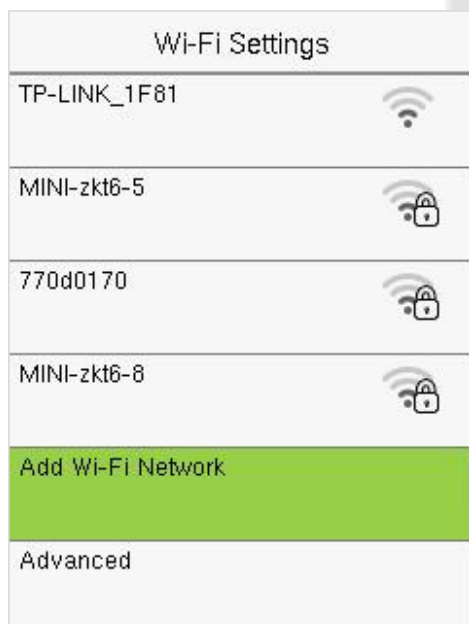 Wi-Fi Settings
TP-LINK_1F81
MINI-zkt6-5
770d0170
MINI-zkt6-8
Add Wi-Fi Network
Advanced